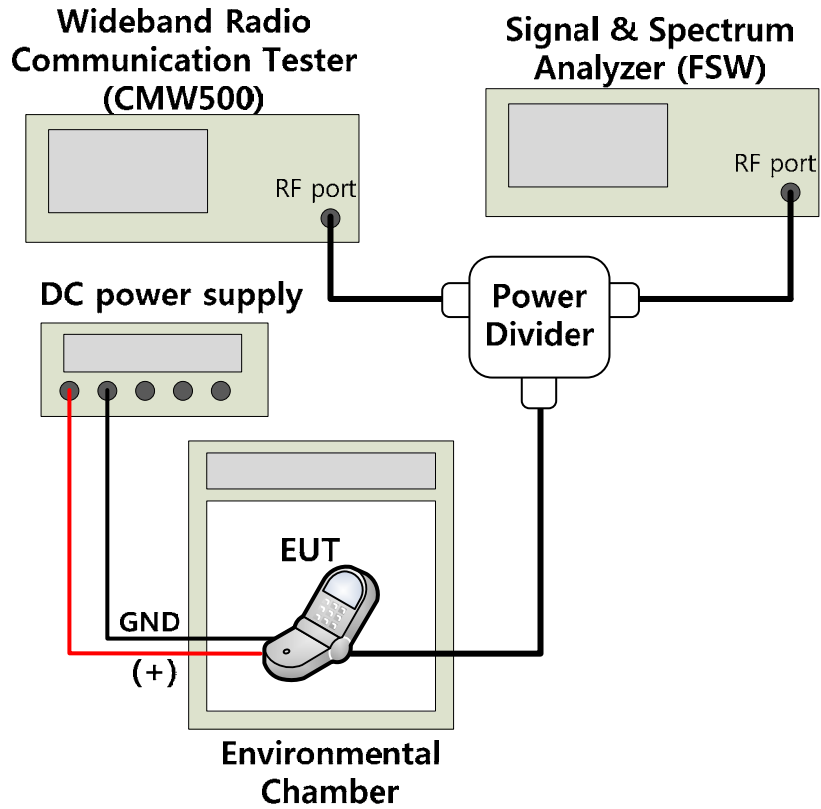 Wideband Radio
Communication Tester
(CMW500)
RF port
Signal & Spectrum
Analyzer (FSW)
RF port
Power
Divider
DC power supply
EUT
GND
(+)
Environmental
Chamber